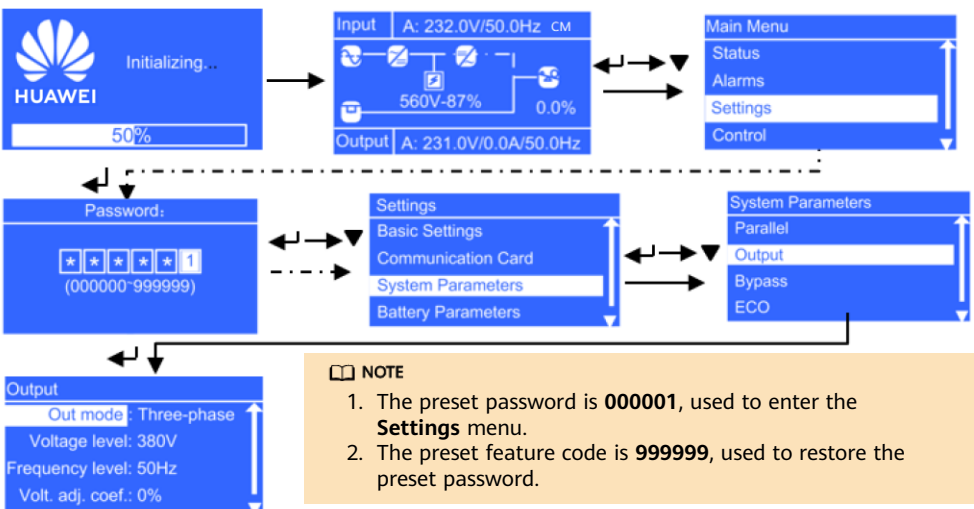 HUAWEI
Initializing...
50%
Input A: 232.0V/50.0Hz CM
560V-87%
0.0%
Output A: 231.0V/0.0A/50.0Hz
Main Menu
Status
Alarms
Settings
Control
Password:
* * * * * 1
(000000~999999)
Settings
Basic Settings
Communication Card
System Parameters
Battery Parameters
System Parameters
Parallel
Output
Bypass
ECO
Output
Out mode : Three-phase
Voltage level: 380V
Frequency level: 50Hz
Volt. adj. coef.: 0%
NOTE
1. The preset password is 000001, used to enter the
Settings menu.
2. The preset feature code is 999999, used to restore the
preset password.